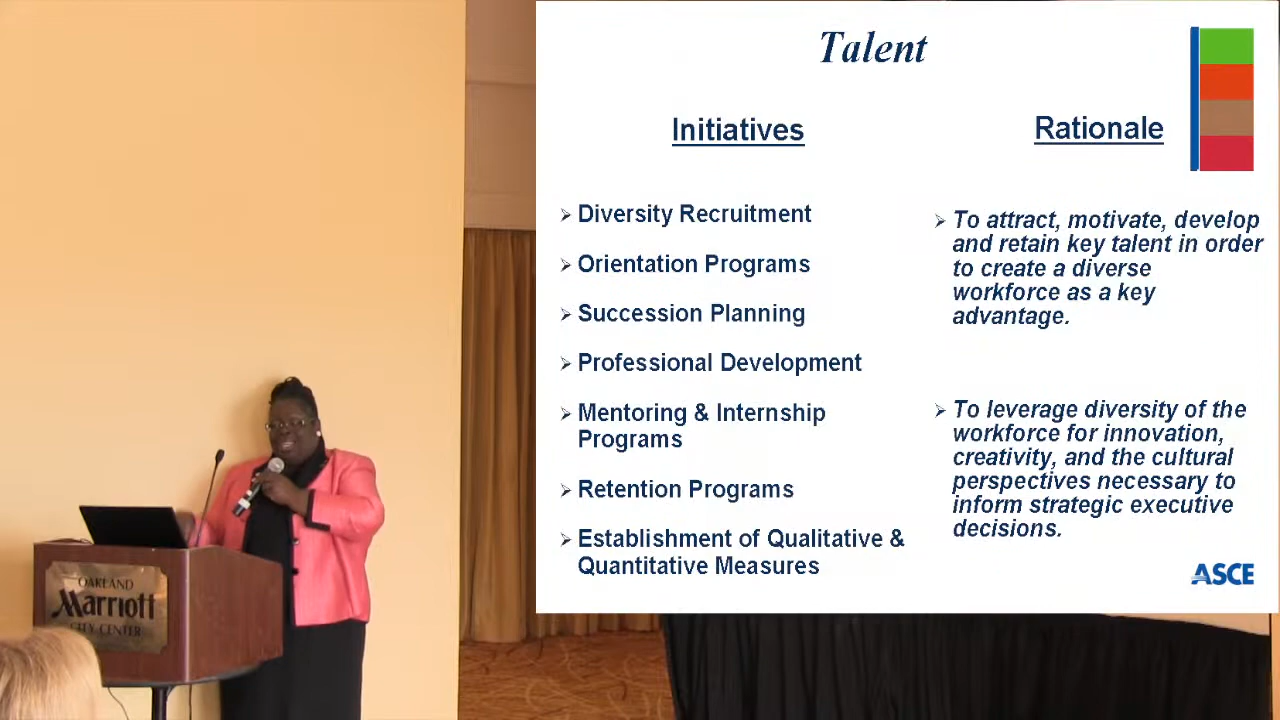 Talent
Initiatives
Rationale
➢ Diversity Recruitment
➢ Orientation Programs
➢ Succession Planning
➢ Professional Development
➢ Mentoring & Internship
Programs
➢ Retention Programs
➢ Establishment of Qualitative &
Quantitative Measures
➢ To attract, motivate, develop
and retain key talent in order
to create a diverse
workforce as a key
advantage.
➢ To leverage diversity of the
workforce for innovation,
creativity, and the cultural
perspectives necessary to
inform strategic executive
decisions.
ASCE
OAKLAND
Marriott
CITY CENTER